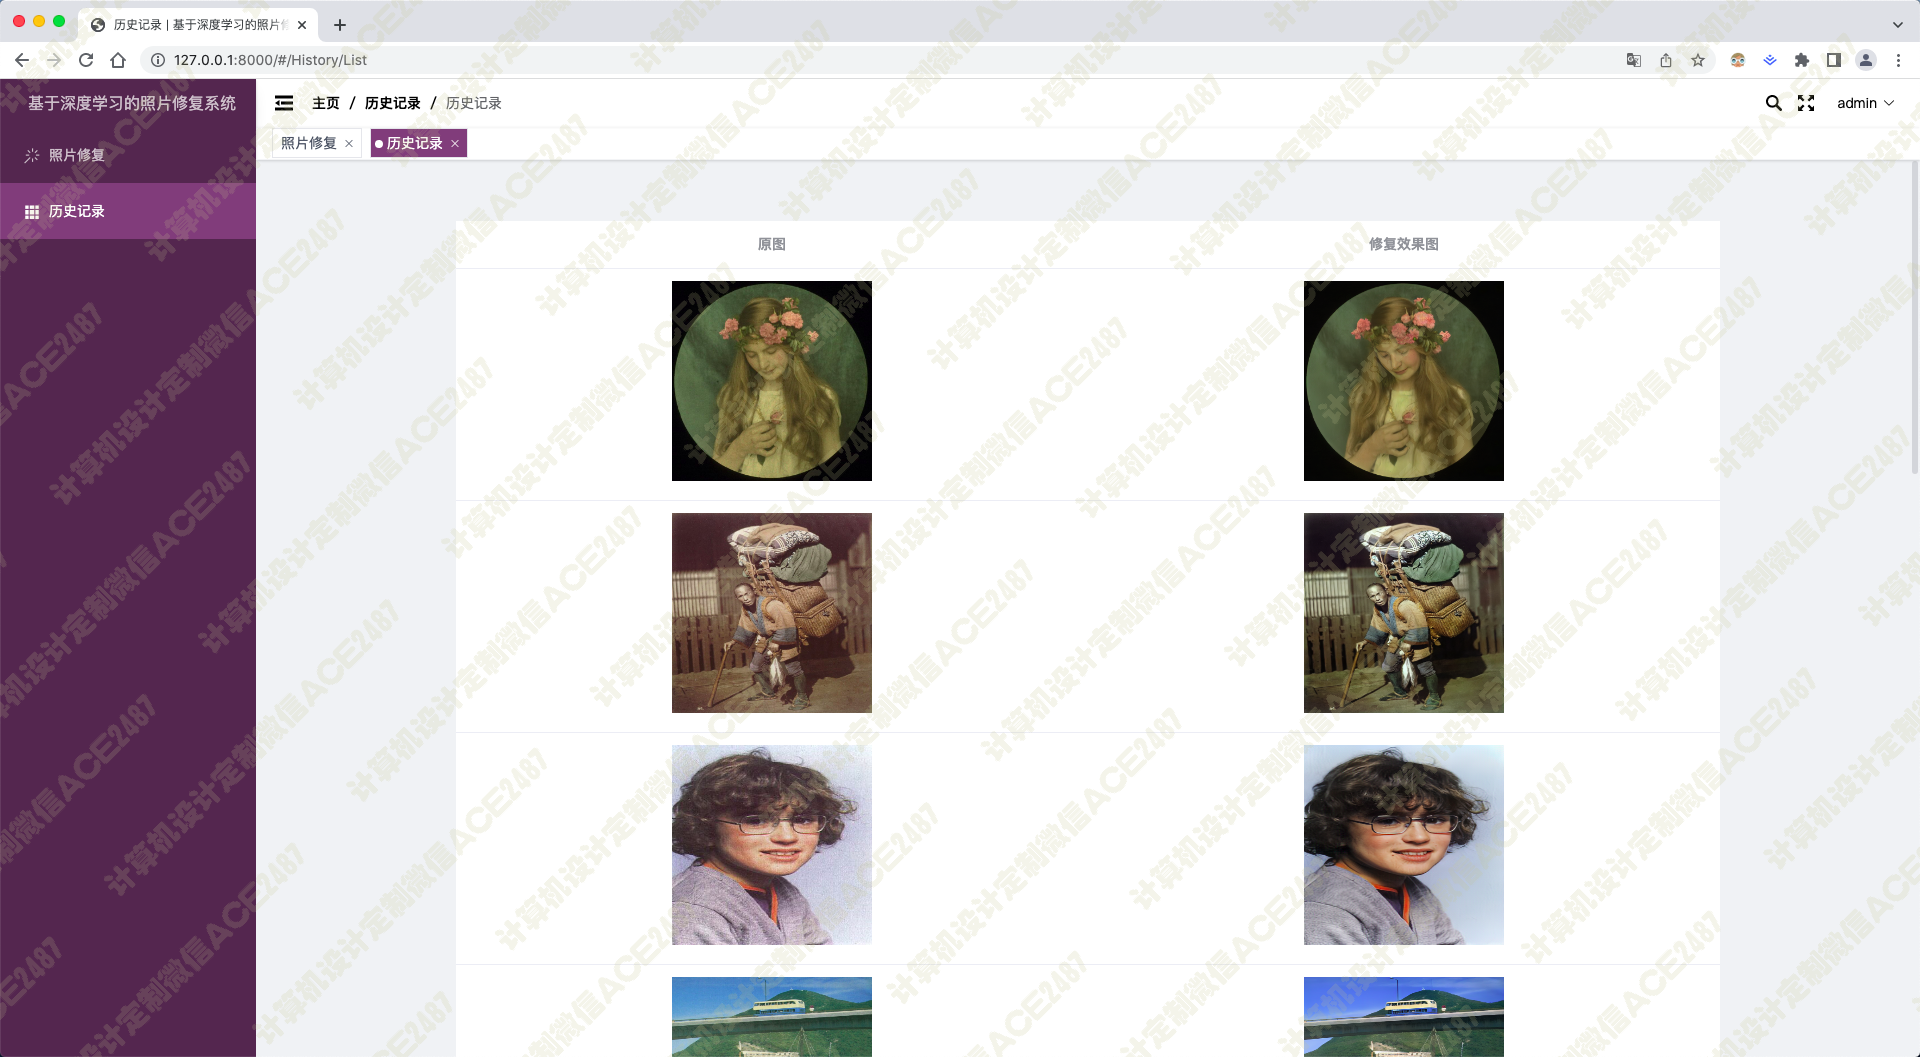 历史记录 | 基于深度学习的照片修
127.0.0.1:8000/#/History/List
基于深度学习的照片修复系统
主页 / 历史记录 / 历史记录
admin
照片修复
历史记录
照片修复
历史记录
原图
修复效果图
计算机设计定制微信ACE2487